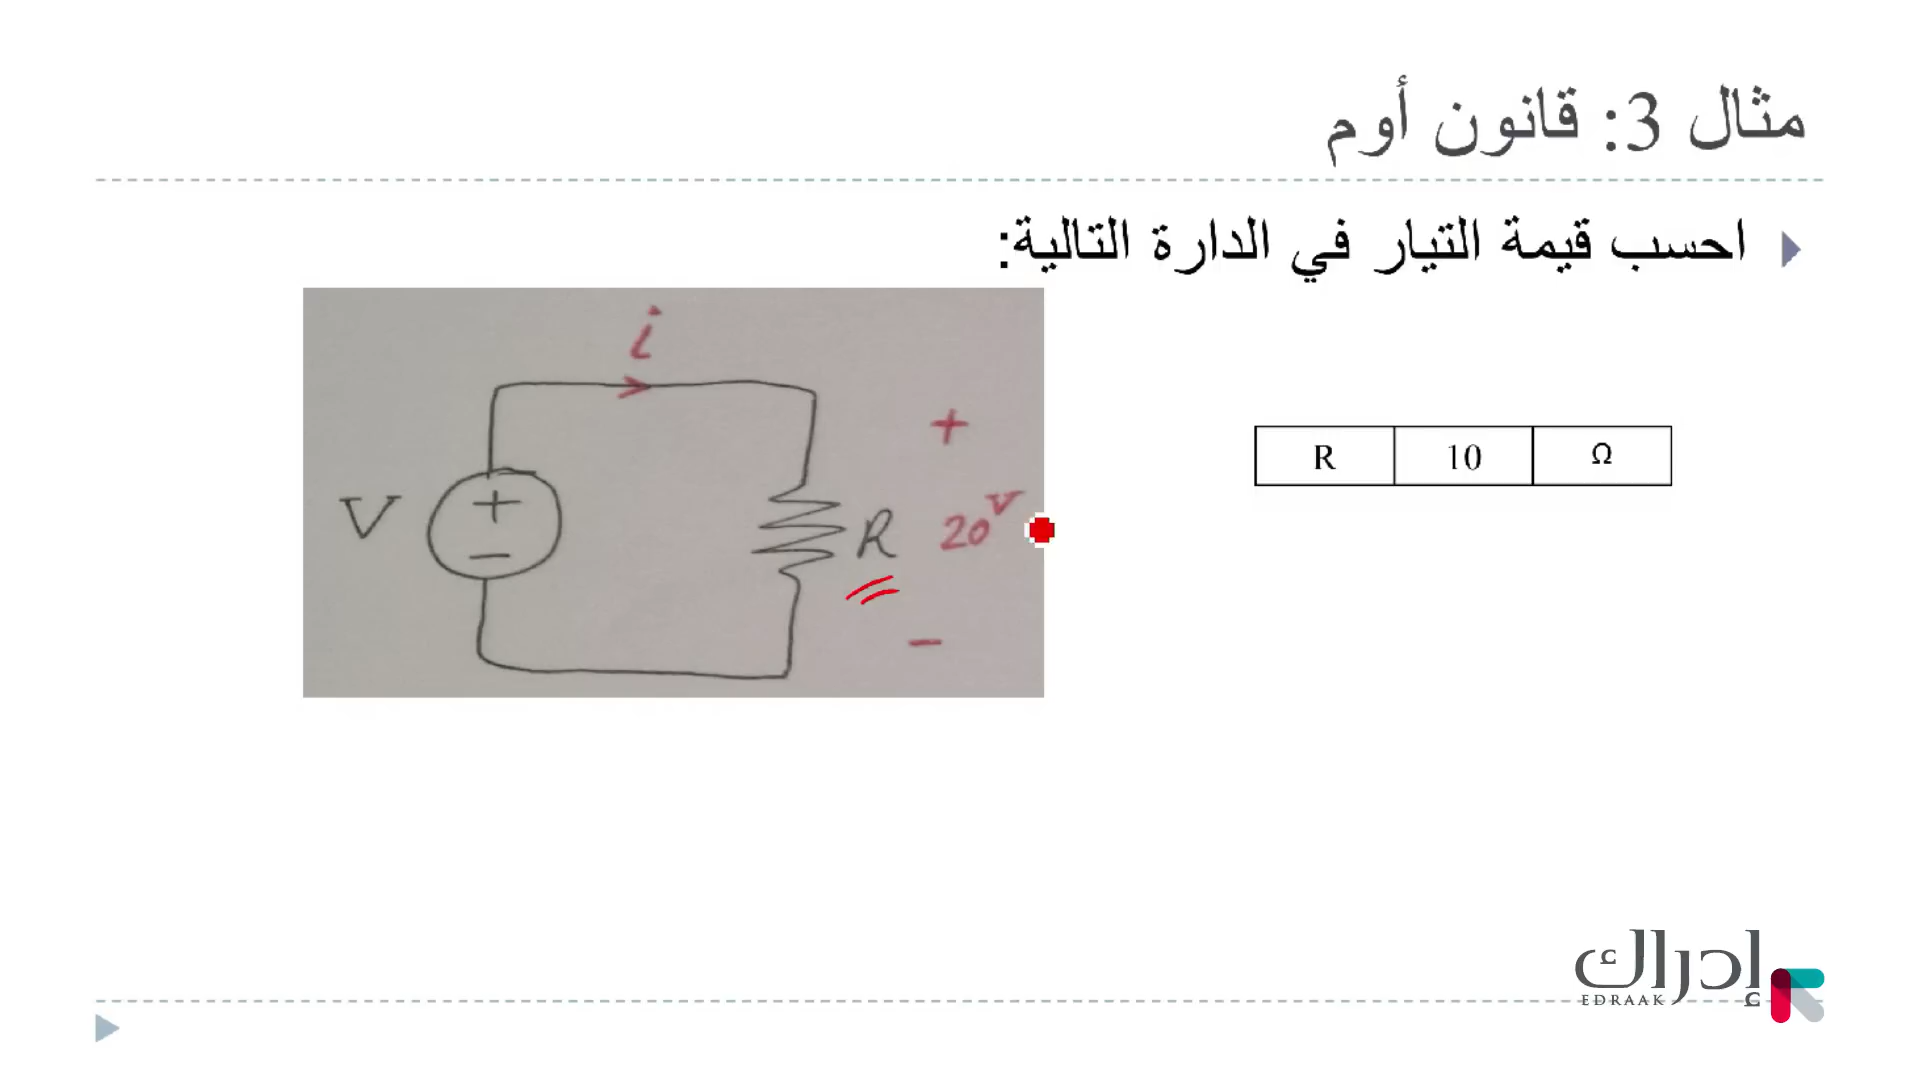 مثال 3: قانون أوم
احسب قيمة التيار في الدارة التالية:
i
+
V
+
−
R
20V
−
R 10 Ω
إدراك
EDRAAK